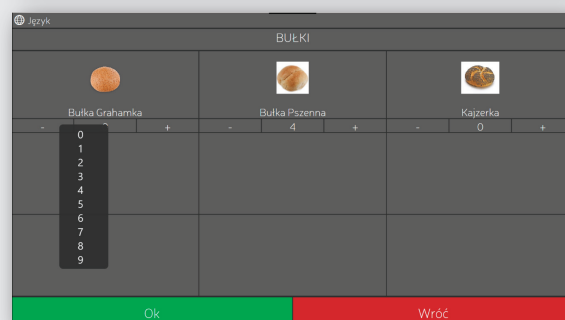 Język
BUŁKI
Bułka Grahamka
Bułka Pszenna
Kajzerka
- +
- 4 +
- 0 +
0
1
2
3
4
5
6
7
8
9
Ok
Wróć